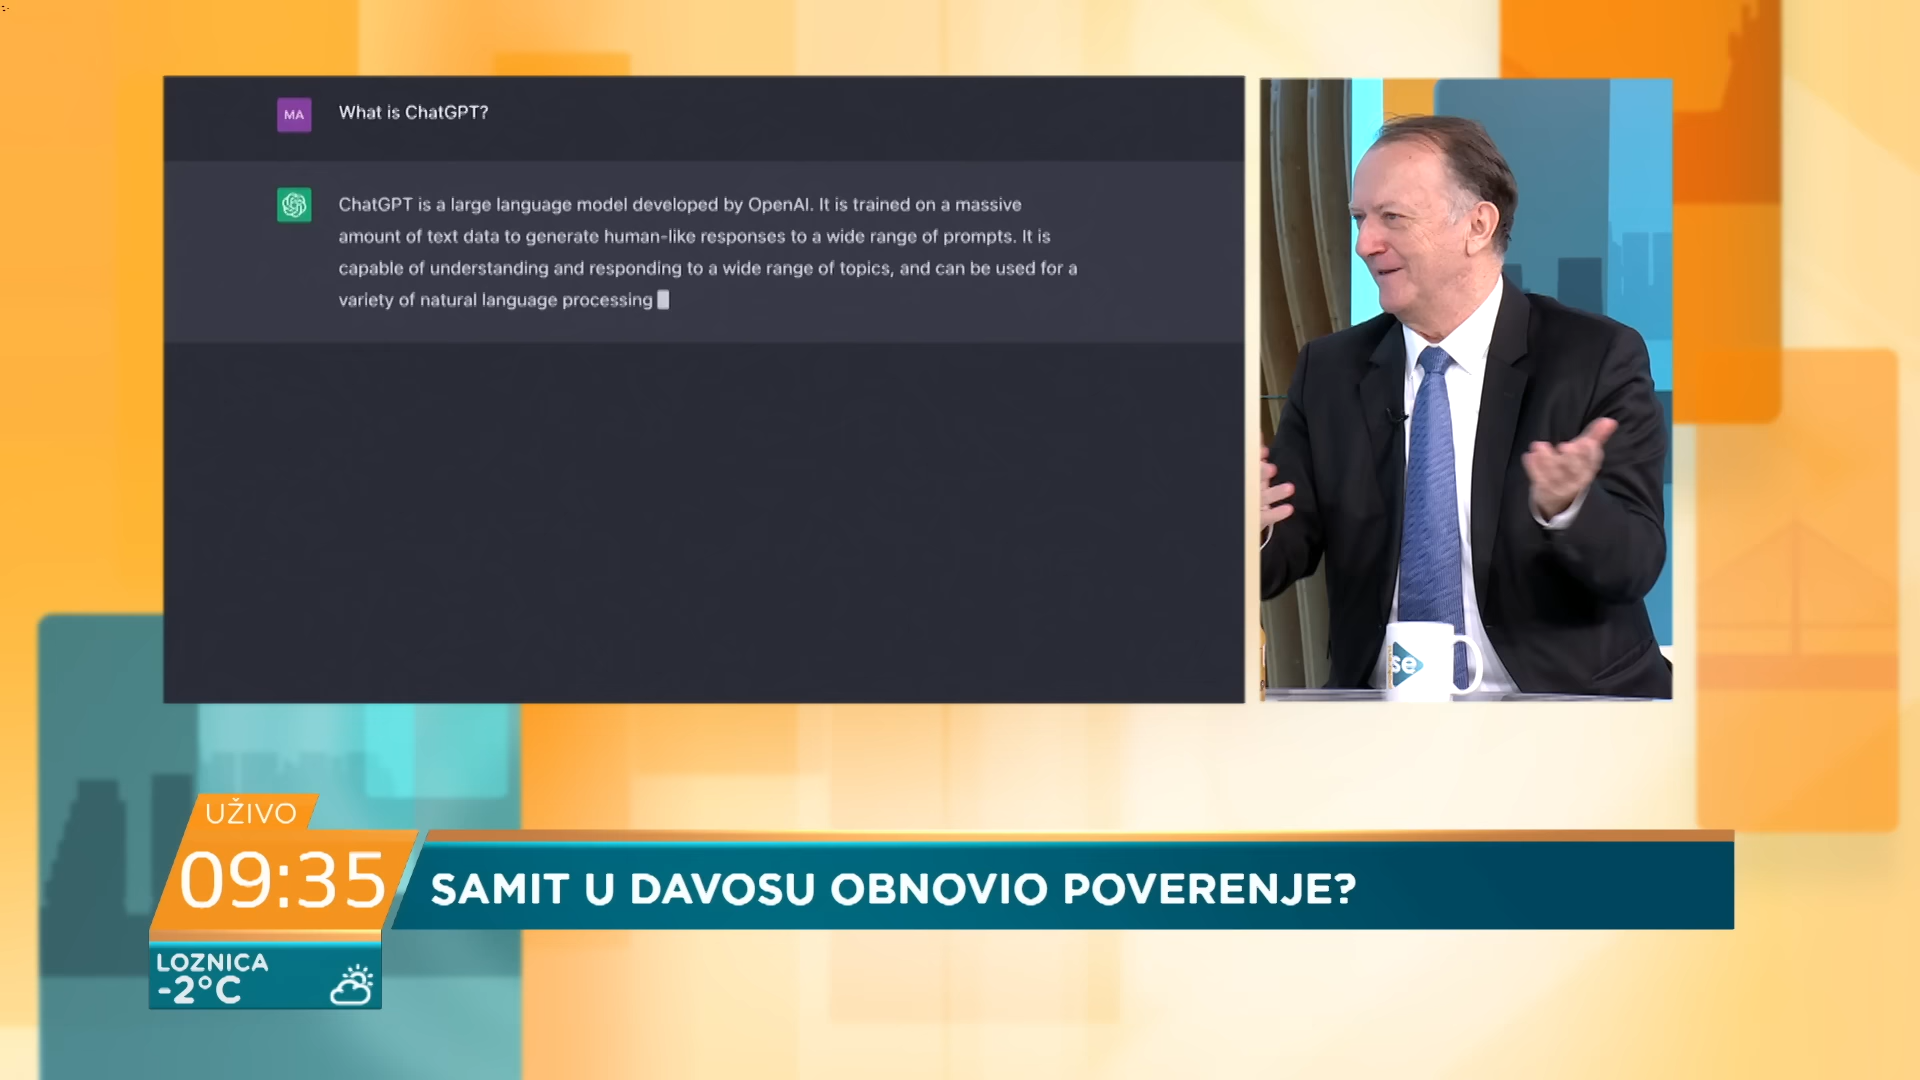 MA
What is ChatGPT?
ChatGPT is a large language model developed by OpenAI. It is trained on a massive
amount of text data to generate human-like responses to a wide range of prompts. It is
capable of understanding and responding to a wide range of topics, and can be used for a
variety of natural language processing
se
UŽIVO
09:35
SAMIT U DAVOSU OBNOVIO POVERENJE?
LOZNICA
-2°C